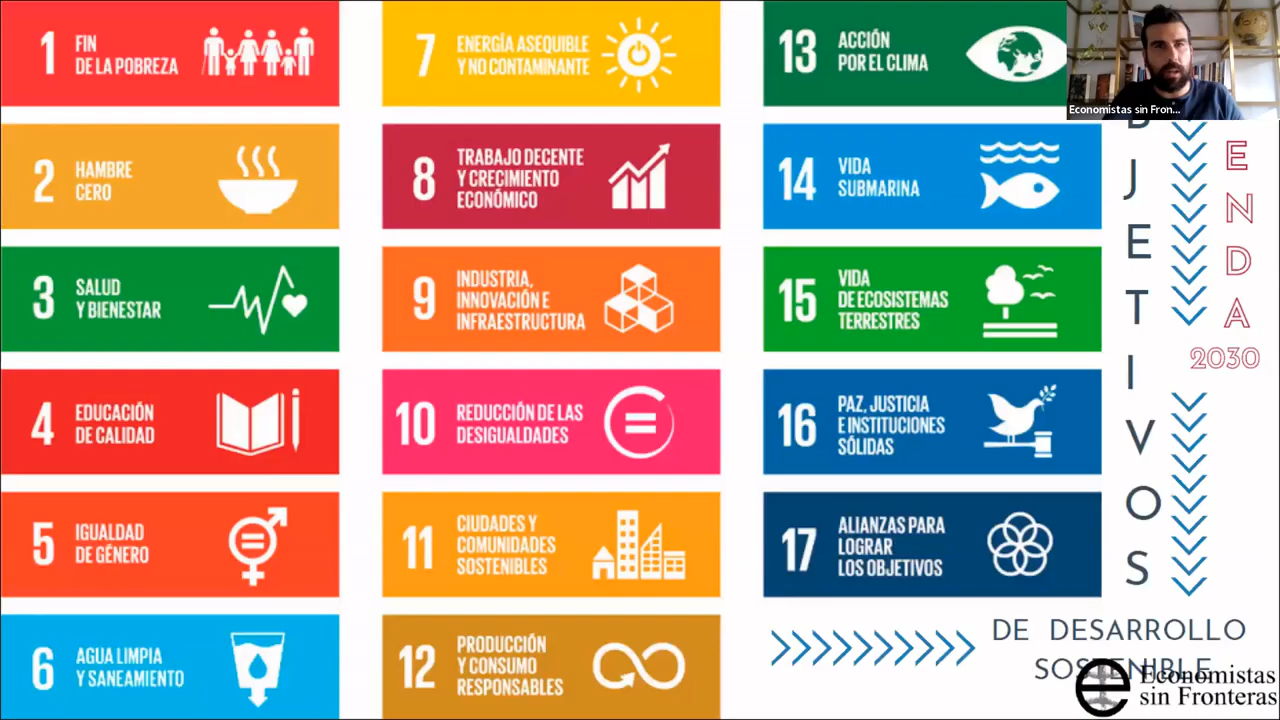 1
FIN
DE LA POBREZA
2
HAMBRE
CERO
3
SALUD
Y BIENESTAR
4
EDUCACIÓN
DE CALIDAD
5
IGUALDAD
DE GÉNERO
6
AGUA LIMPIA
Y SANEAMIENTO
7
ENERGÍA ASEQUIBLE
Y NO CONTAMINANTE
8
TRABAJO DECENTE
Y CRECIMIENTO
ECONÓMICO
9
INDUSTRIA,
INNOVACIÓN E
INFRAESTRUCTURA
10
REDUCCIÓN DE LAS
DESIGUALDADES
11
CIUDADES Y
COMUNIDADES
SOSTENIBLES
12
PRODUCCIÓN
Y CONSUMO
RESPONSABLES
13
ACCIÓN
POR EL CLIMA
14
VIDA
SUBMARINA
15
VIDA
DE ECOSISTEMAS
TERRESTRES
16
PAZ, JUSTICIA
E INSTITUCIONES
SÓLIDAS
17
ALIANZAS PARA
LOGRAR
LOS OBJETIVOS
Economistas sin Fron...
BJETIVOS
ENDA
2030
DE DESARROLLO
SOSTENIBLE
Economistas
sin Fronteras